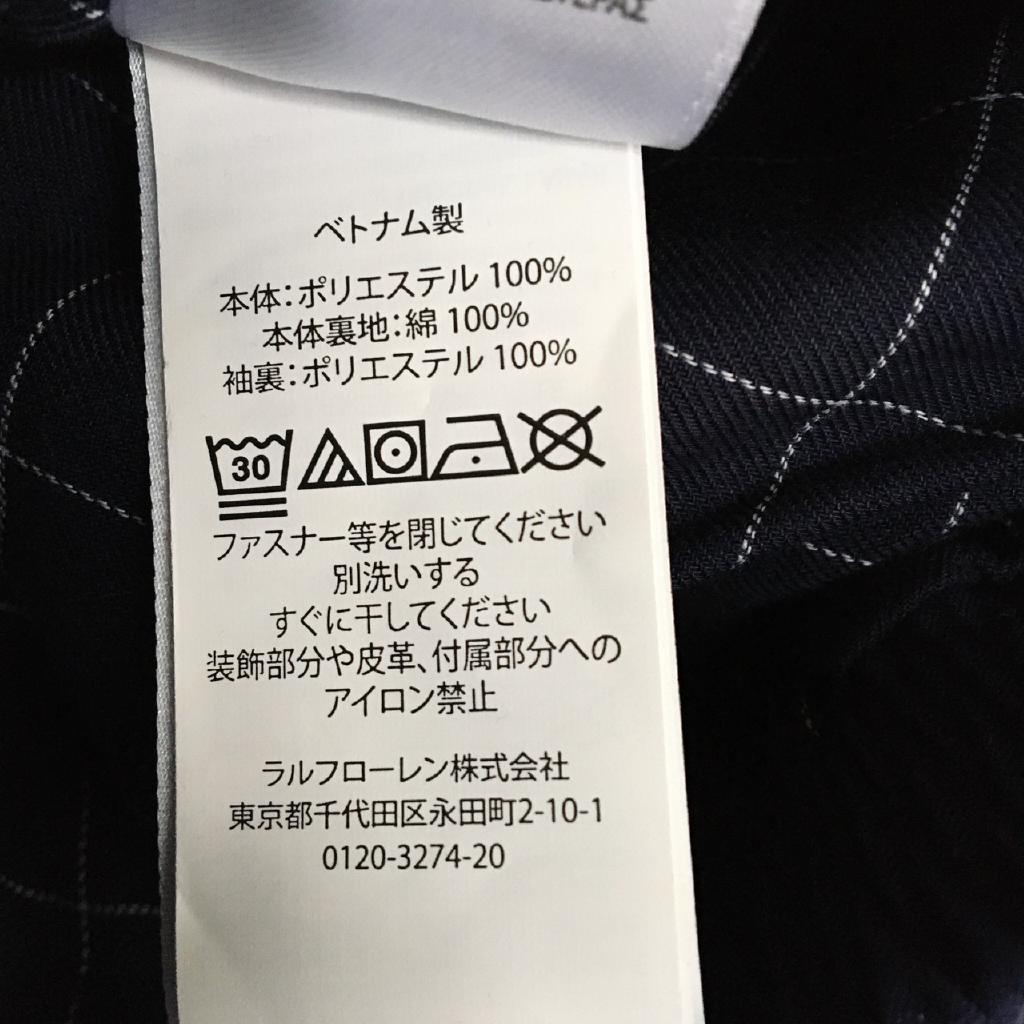 ベトナム製
本体：ポリエステル 100%
本体裏地：綿 100%
袖裏：ポリエステル 100%
30
ファスナー等を閉じてください
別洗いする
すぐに干してください
装飾部分や皮革、付属部分への
アイロン禁止
ラルフローレン株式会社
東京都千代田区永田町2-10-1
0120-3274-20